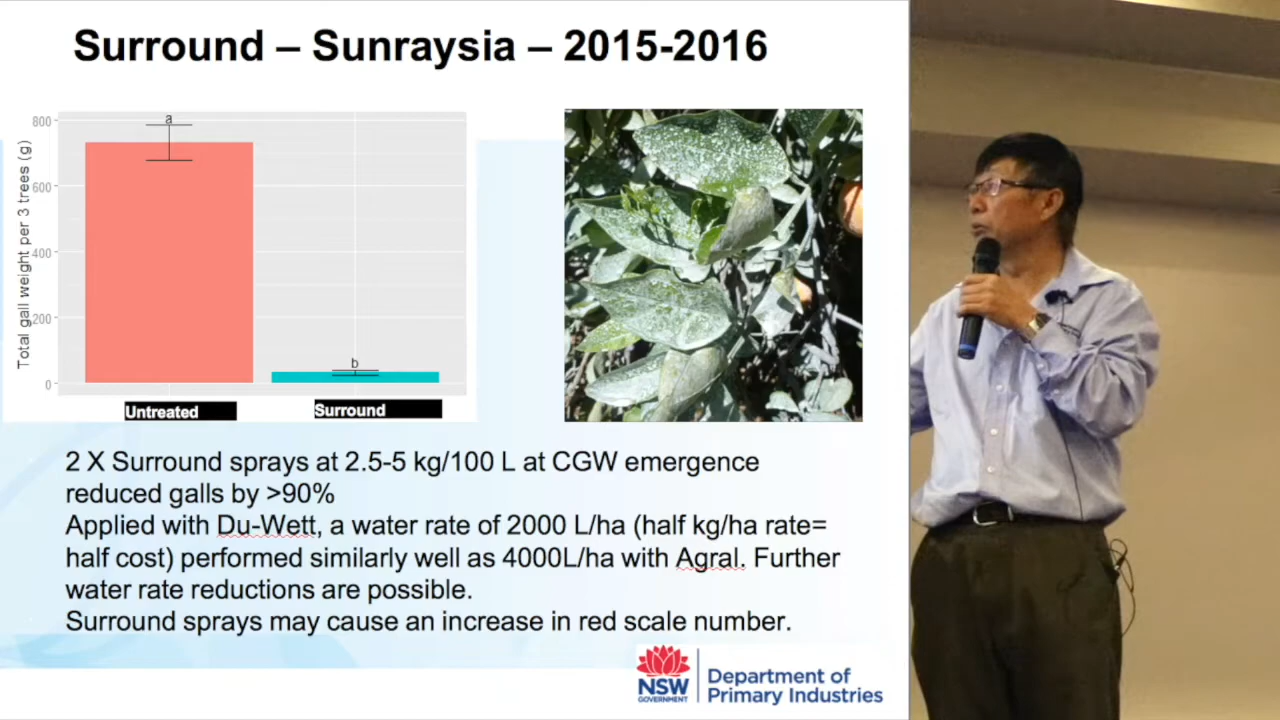 Surround – Sunraysia – 2015-2016
Total gall weight per 3 trees (g)
800
600
400
200
0
a
b
Untreated
Surround
2 X Surround sprays at 2.5-5 kg/100 L at CGW emergence
reduced galls by >90%
Applied with Du-Wett, a water rate of 2000 L/ha (half kg/ha rate=
half cost) performed similarly well as 4000L/ha with Agral. Further
water rate reductions are possible.
Surround sprays may cause an increase in red scale number.
NSW
GOVERNMENT
Department of
Primary Industries